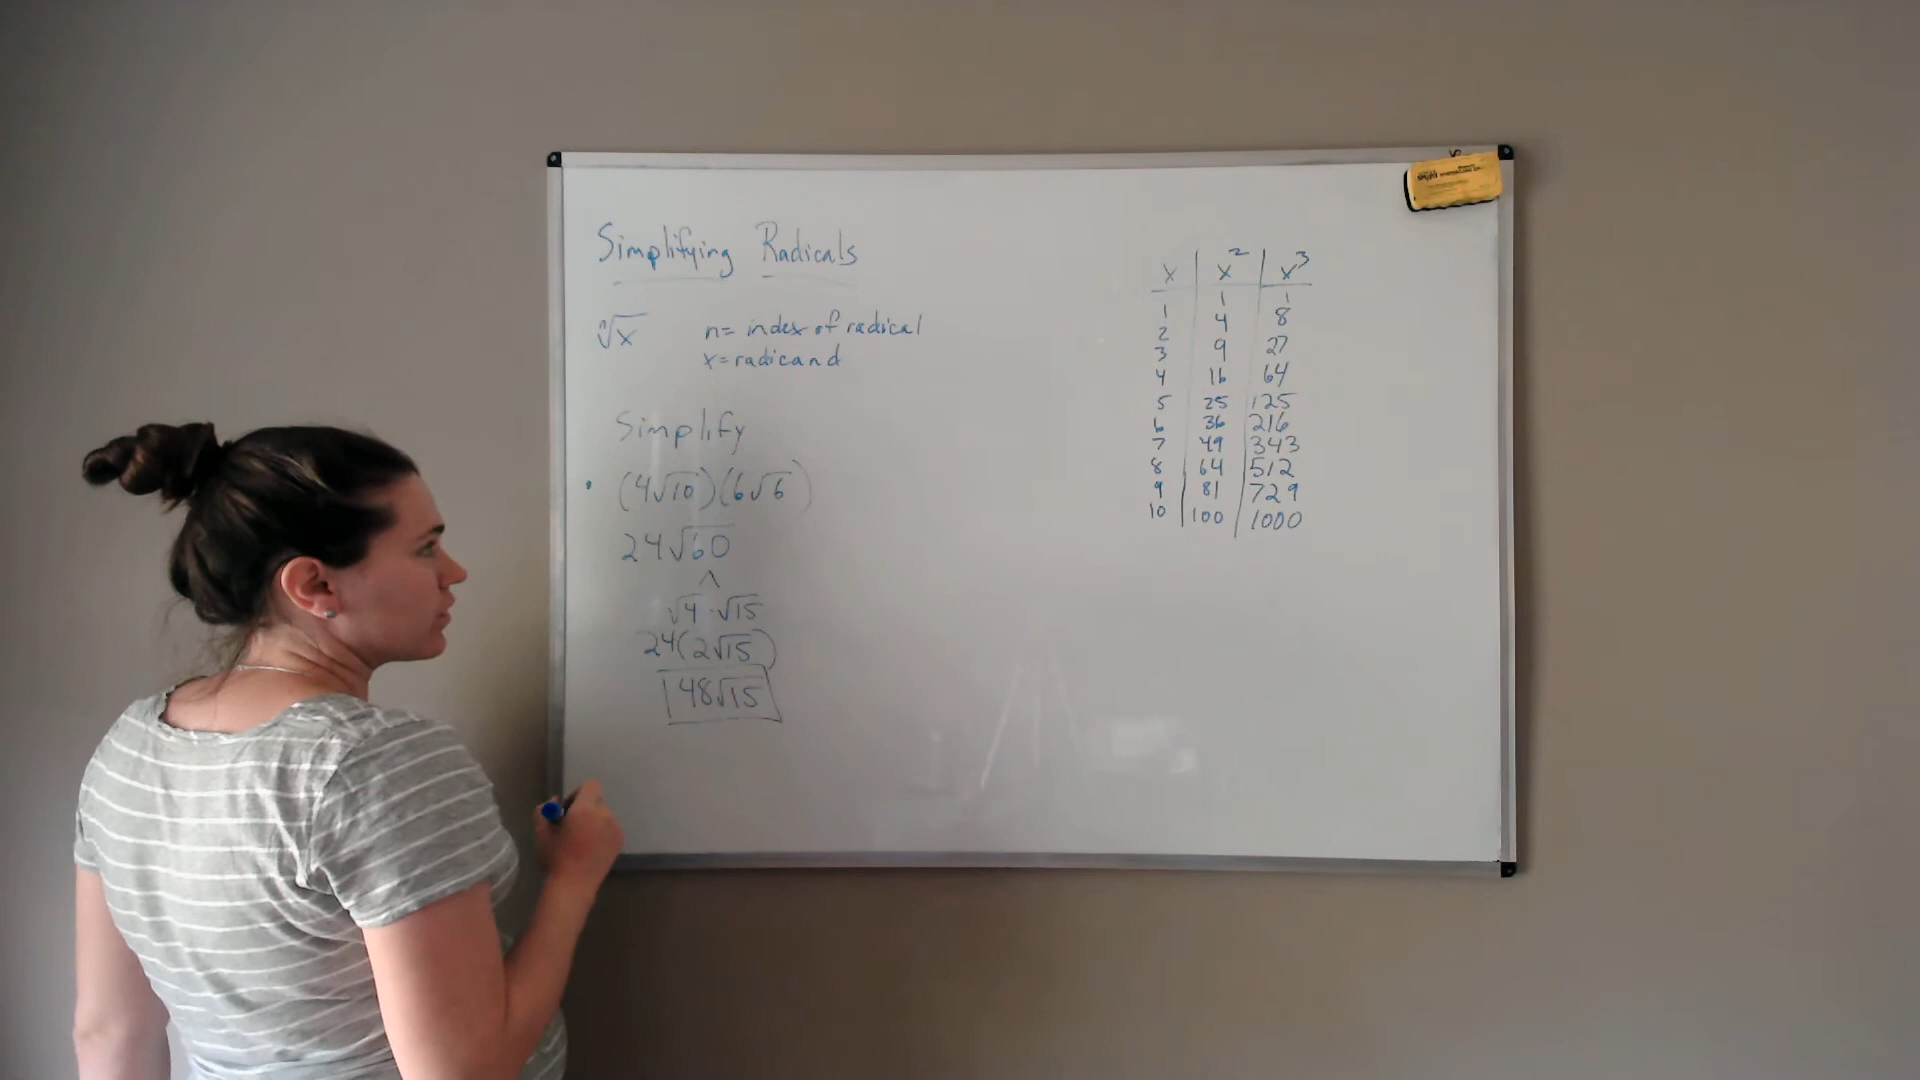 Simplifying Radicals
ⁿ√x n= index of radical
x=radicand
Simplify
• (4√10)(6√6)
24√60
^
√4 · √15
24(2√15)
48√15
x | x² | x³
1 | 1 | 1
2 | 4 | 8
3 | 9 | 27
4 | 16 | 64
5 | 25 | 125
6 | 36 | 216
7 | 49 | 343
8 | 64 | 512
9 | 81 | 729
10 | 100 | 1000